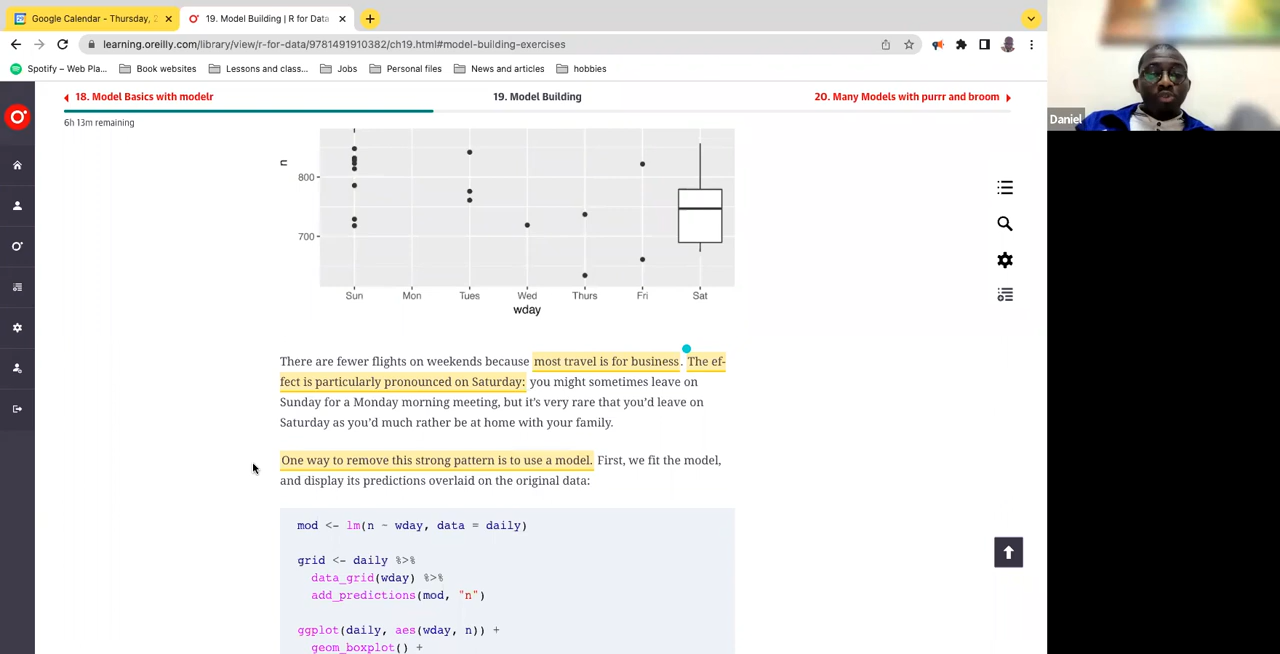 Google Calendar - Thursday, 2
19. Model Building | R for Data
learning.oreilly.com/library/view/r-for-data/9781491910382/ch19.html#model-building-exercises
Spotify – Web Pla...
Book websites
Lessons and class...
Jobs
Personal files
News and articles
hobbies
18. Model Basics with modelr
19. Model Building
20. Many Models with purrr and broom
6h 13m remaining
Daniel
n
800
700
Sun Mon Tues Wed Thurs Fri Sat
wday
There are fewer flights on weekends because most travel is for business. The ef-
fect is particularly pronounced on Saturday: you might sometimes leave on
Sunday for a Monday morning meeting, but it's very rare that you'd leave on
Saturday as you'd much rather be at home with your family.
One way to remove this strong pattern is to use a model. First, we fit the model,
and display its predictions overlaid on the original data:
mod <- lm(n ~ wday, data = daily)
grid <- daily %>%
data_grid(wday) %>%
add_predictions(mod, "n")
ggplot(daily, aes(wday, n)) +
geom_boxplot() +